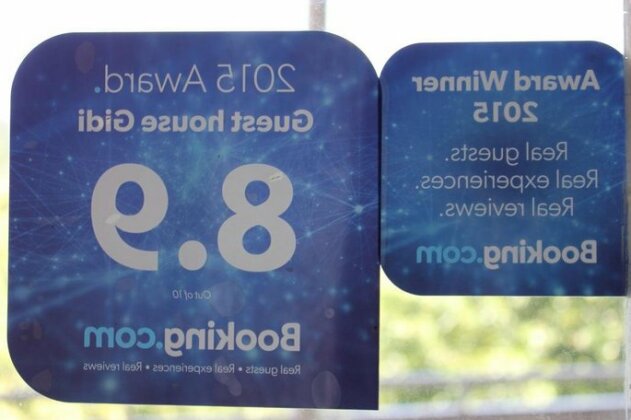 2015 Award.
Guest house Gidi
8.9
Out of 10
Booking.com
Real guests • Real experiences • Real reviews
Award Winner
2015
Real guests.
Real experiences.
Real reviews.
Booking.com